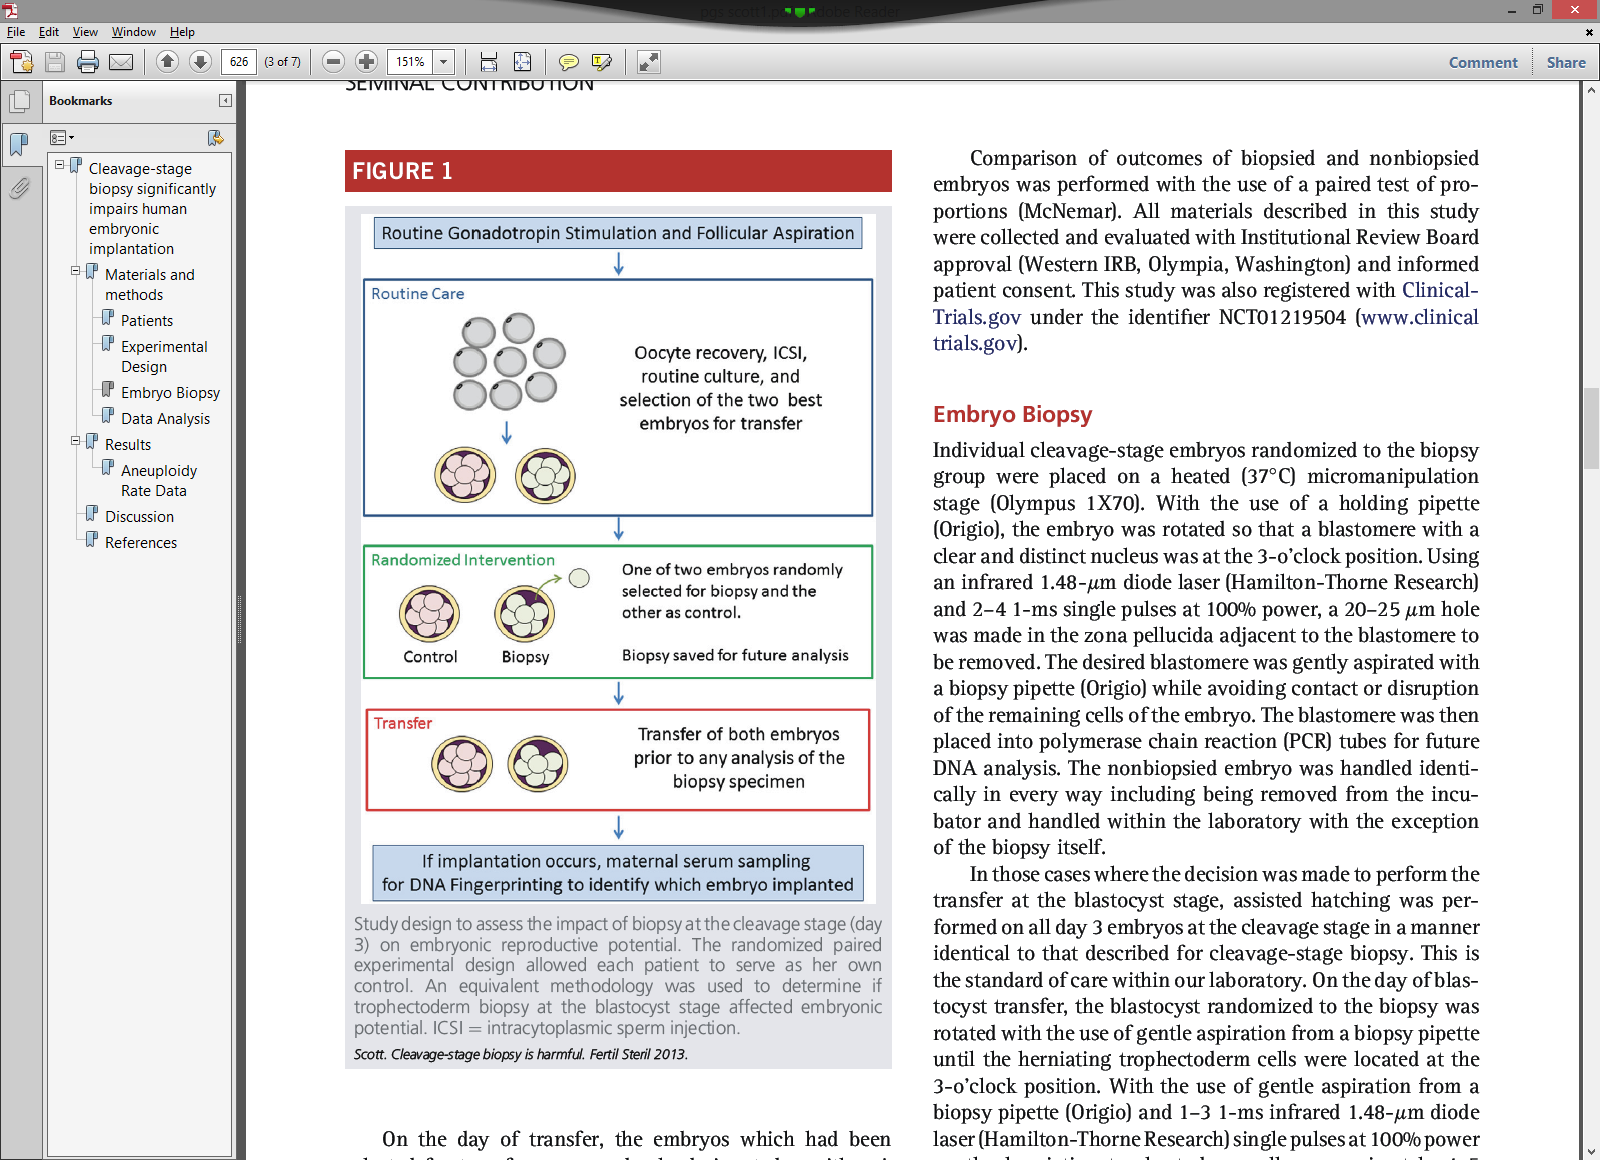 pgs scott1.pdf - Adobe Reader
File Edit View Window Help
626 (3 of 7) 151% Comment Share
Bookmarks
Cleavage-stage
biopsy significantly
impairs human
embryonic
implantation
Materials and
methods
Patients
Experimental
Design
Embryo Biopsy
Data Analysis
Results
Aneuploidy
Rate Data
Discussion
References
SEMINAL CONTRIBUTION
FIGURE 1
Routine Gonadotropin Stimulation and Follicular Aspiration
Routine Care
Oocyte recovery, ICSI,
routine culture, and
selection of the two best
embryos for transfer
Randomized Intervention
One of two embryos randomly
selected for biopsy and the
other as control.
Control Biopsy
Biopsy saved for future analysis
Transfer
Transfer of both embryos
prior to any analysis of the
biopsy specimen
If implantation occurs, maternal serum sampling
for DNA Fingerprinting to identify which embryo implanted
Study design to assess the impact of biopsy at the cleavage stage (day
3) on embryonic reproductive potential. The randomized paired
experimental design allowed each patient to serve as her own
control. An equivalent methodology was used to determine if
trophectoderm biopsy at the blastocyst stage affected embryonic
potential. ICSI = intracytoplasmic sperm injection.
Scott. Cleavage-stage biopsy is harmful. Fertil Steril 2013.
On the day of transfer, the embryos which had been
Comparison of outcomes of biopsied and nonbiopsied
embryos was performed with the use of a paired test of pro-
portions (McNemar). All materials described in this study
were collected and evaluated with Institutional Review Board
approval (Western IRB, Olympia, Washington) and informed
patient consent. This study was also registered with Clinical-
Trials.gov under the identifier NCT01219504 (www.clinical
trials.gov).
Embryo Biopsy
Individual cleavage-stage embryos randomized to the biopsy
group were placed on a heated (37°C) micromanipulation
stage (Olympus 1X70). With the use of a holding pipette
(Origio), the embryo was rotated so that a blastomere with a
clear and distinct nucleus was at the 3-o'clock position. Using
an infrared 1.48-μm diode laser (Hamilton-Thorne Research)
and 2–4 1-ms single pulses at 100% power, a 20–25 μm hole
was made in the zona pellucida adjacent to the blastomere to
be removed. The desired blastomere was gently aspirated with
a biopsy pipette (Origio) while avoiding contact or disruption
of the remaining cells of the embryo. The blastomere was then
placed into polymerase chain reaction (PCR) tubes for future
DNA analysis. The nonbiopsied embryo was handled identi-
cally in every way including being removed from the incu-
bator and handled within the laboratory with the exception
of the biopsy itself.
In those cases where the decision was made to perform the
transfer at the blastocyst stage, assisted hatching was per-
formed on all day 3 embryos at the cleavage stage in a manner
identical to that described for cleavage-stage biopsy. This is
the standard of care within our laboratory. On the day of blas-
tocyst transfer, the blastocyst randomized to the biopsy was
rotated with the use of gentle aspiration from a biopsy pipette
until the herniating trophectoderm cells were located at the
3-o'clock position. With the use of gentle aspiration from a
biopsy pipette (Origio) and 1–3 1-ms infrared 1.48-μm diode
laser (Hamilton-Thorne Research) single pulses at 100% power